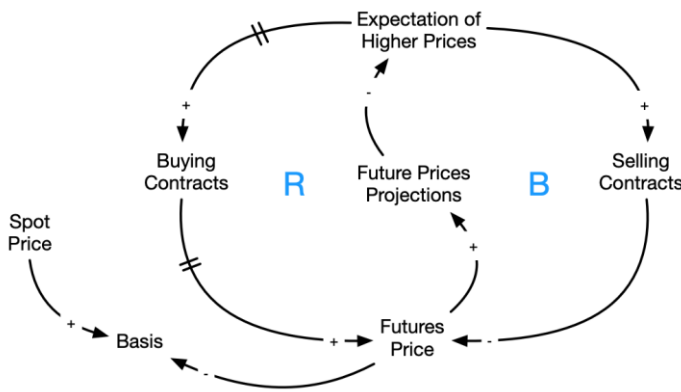 Expectation of
Higher Prices
+
-
+
Buying
Contracts
R
Future Prices
Projections
B
Selling
Contracts
Spot
Price
+
+
Basis
+
Futures
Price
-
-